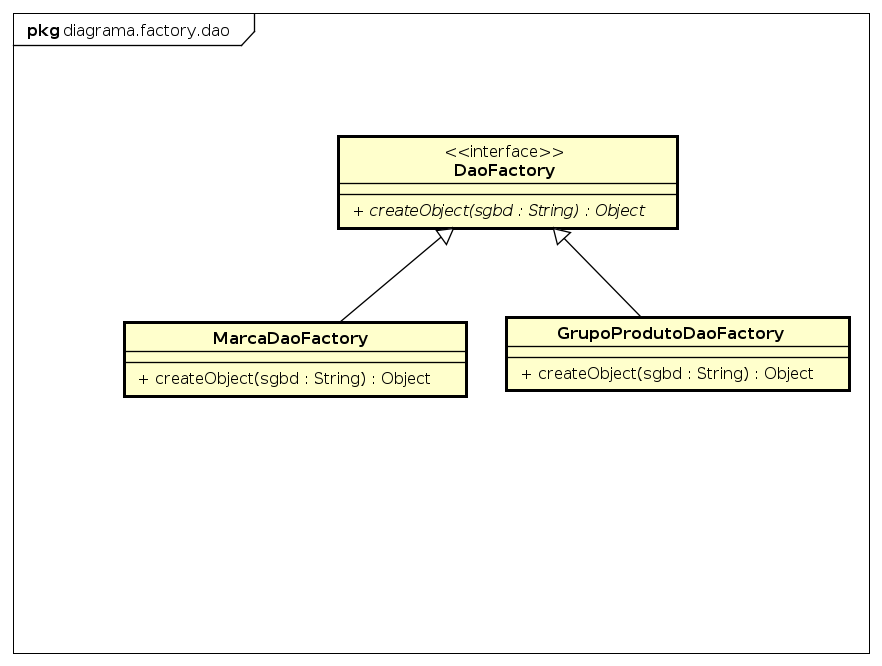 pkg diagrama.factory.dao
<<interface>>
DaoFactory
+ createObject(sgbd : String) : Object
MarcaDaoFactory
+ createObject(sgbd : String) : Object
GrupoProdutoDaoFactory
+ createObject(sgbd : String) : Object